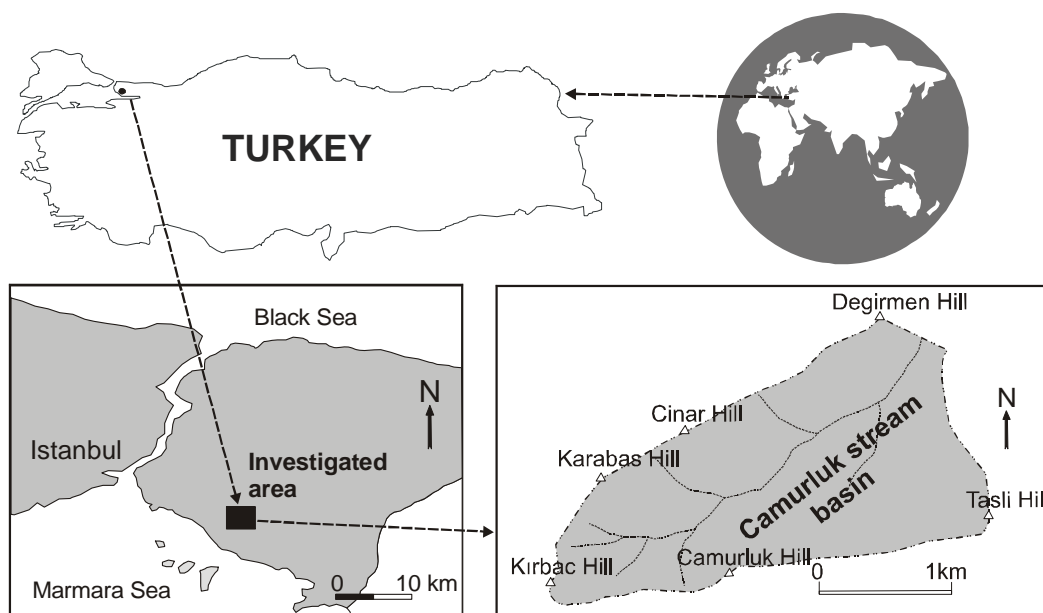 TURKEY
Black Sea
N
Istanbul
Investigated
area
Marmara Sea
0 10 km
Degirmen Hill
N
Cinar Hill
Karabas Hill
Camurluk stream
basin
Tasli Hil
Kırbac Hill
Camurluk Hill
0 1km